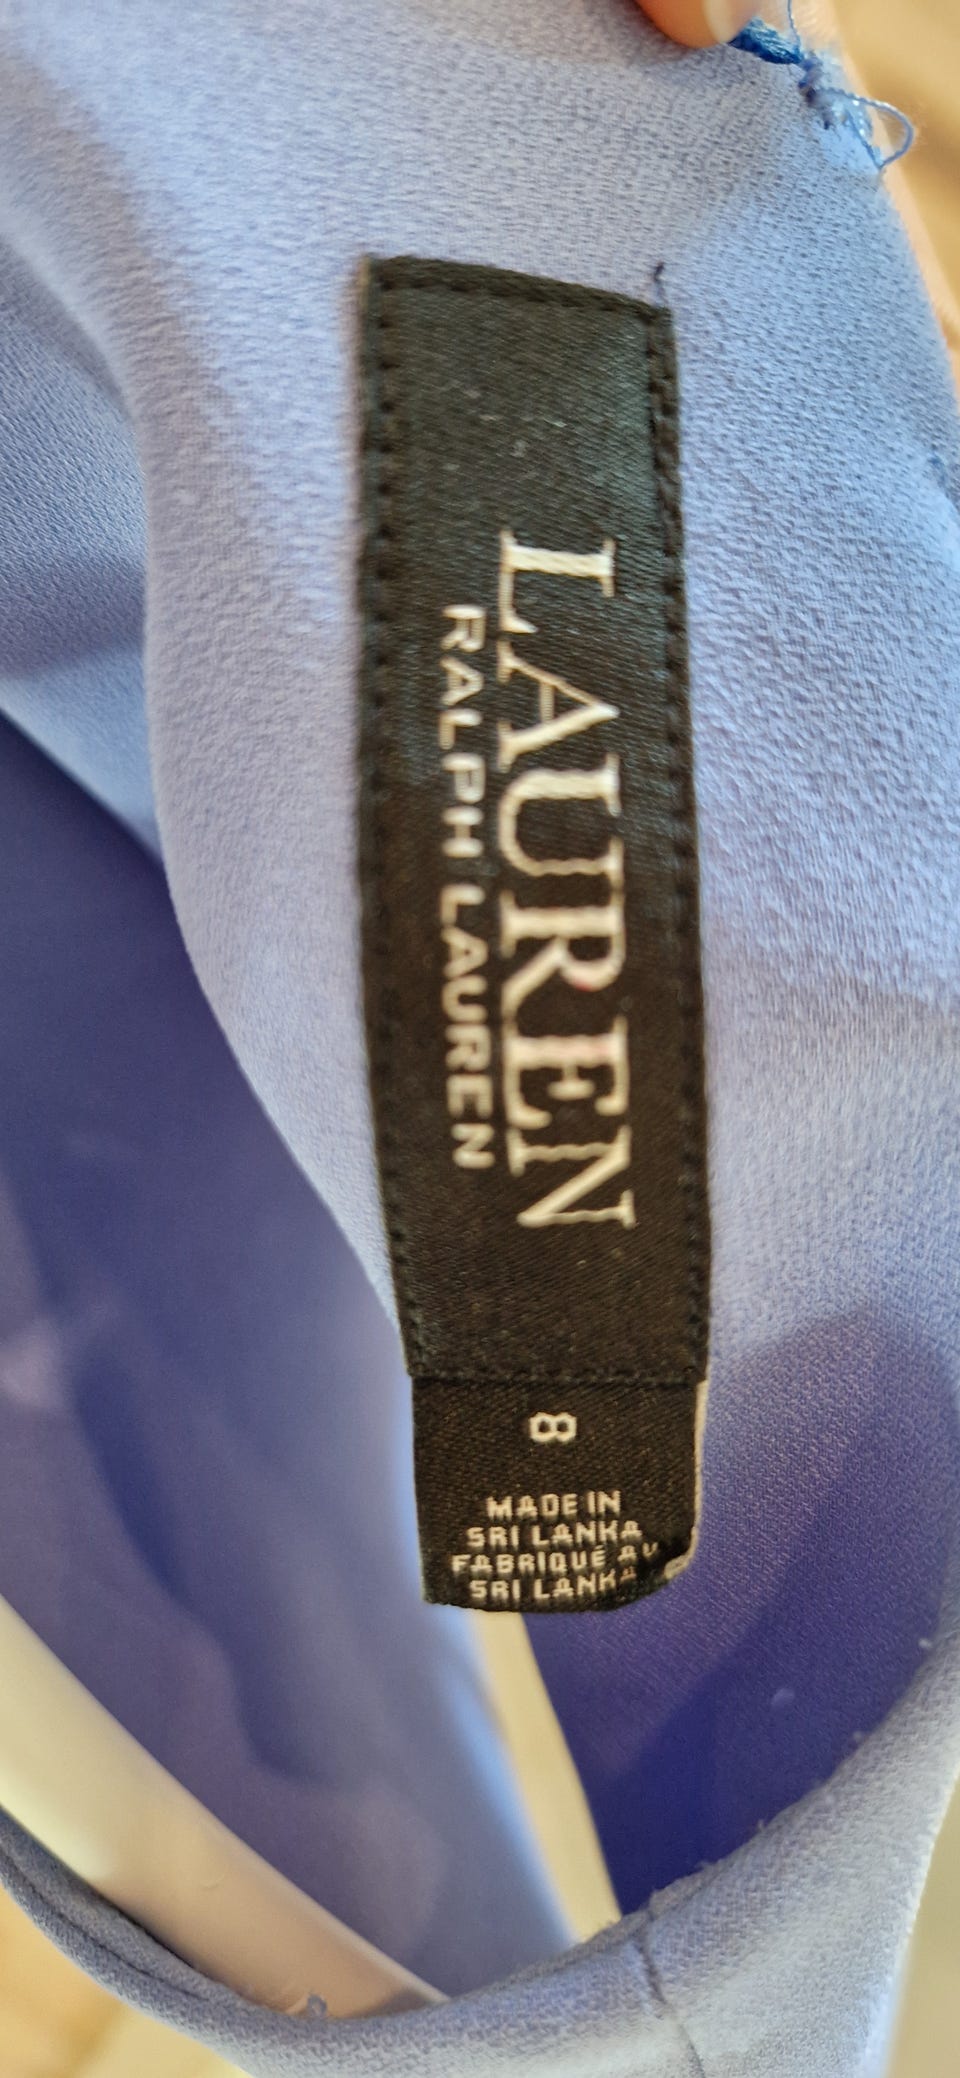 LAUREN
RALPH LAUREN
8
MADE IN
SRI LANKA
FABRIQUÉ AU
SRI LANKA